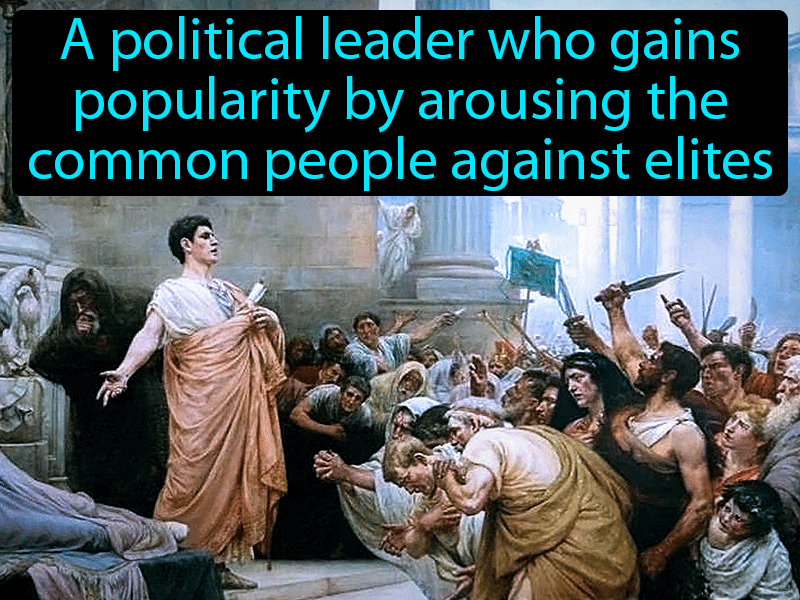 A political leader who gains
popularity by arousing the
common people against elites